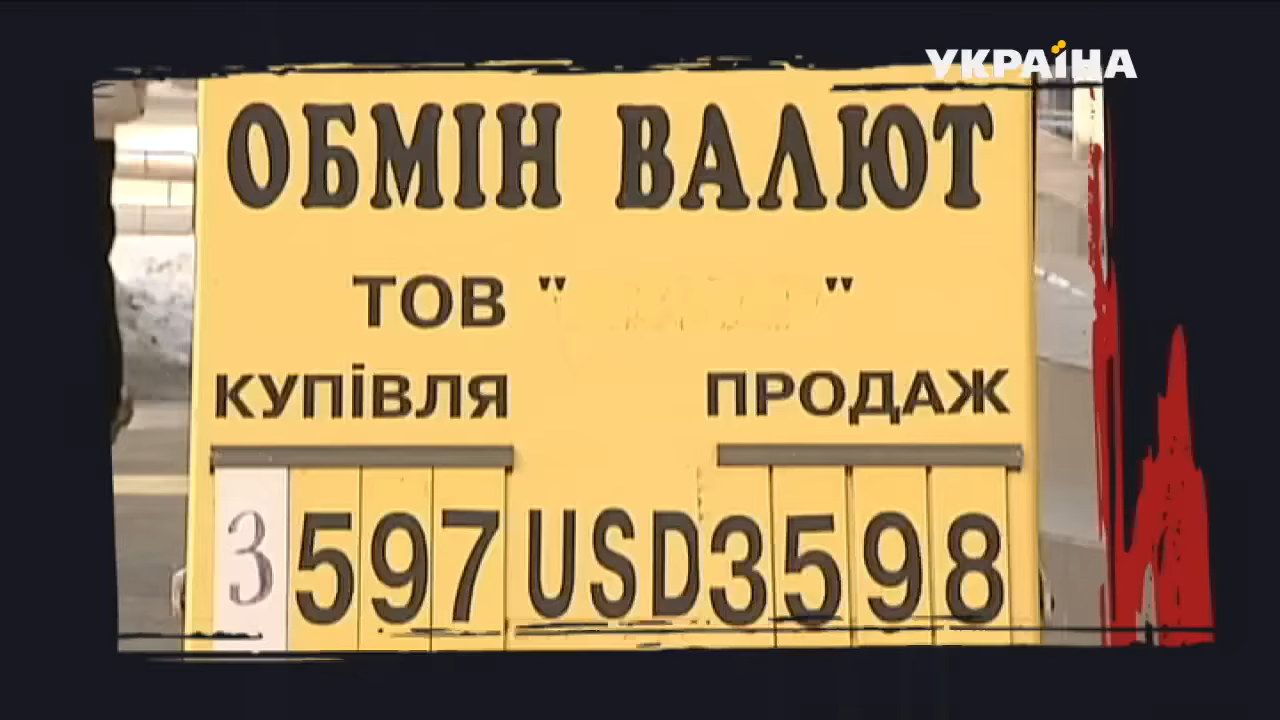 УКРАЇНА
ОБМІН ВАЛЮТ
ТОВ " "
КУПІВЛЯ ПРОДАЖ
3597 USD 3598